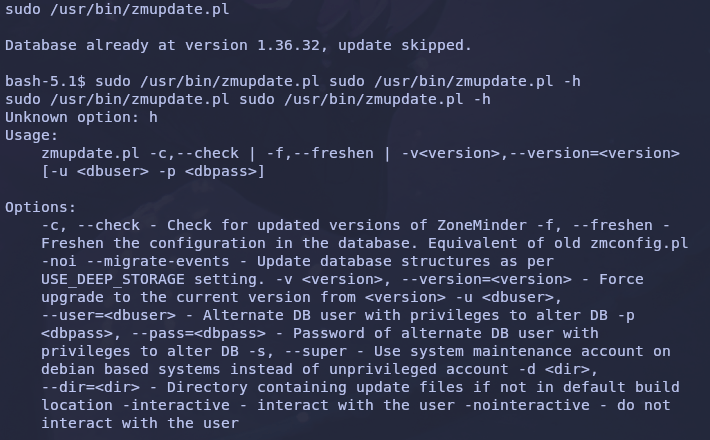 sudo /usr/bin/zmupdate.pl
Database already at version 1.36.32, update skipped.
bash-5.1$ sudo /usr/bin/zmupdate.pl sudo /usr/bin/zmupdate.pl -h
sudo /usr/bin/zmupdate.pl sudo /usr/bin/zmupdate.pl -h
Unknown option: h
Usage:
zmupdate.pl -c,--check | -f,--freshen | -v<version>,--version=<version>
[-u <dbuser> -p <dbpass>]
Options:
-c, --check - Check for updated versions of ZoneMinder -f, --freshen -
Freshen the configuration in the database. Equivalent of old zmconfig.pl
-noi --migrate-events - Update database structures as per
USE_DEEP_STORAGE setting. -v <version>, --version=<version> - Force
upgrade to the current version from <version> -u <dbuser>,
--user=<dbuser> - Alternate DB user with privileges to alter DB -p
<dbpass>, --pass=<dbpass> - Password of alternate DB user with
privileges to alter DB -s, --super - Use system maintenance account on
debian based systems instead of unprivileged account -d <dir>,
--dir=<dir> - Directory containing update files if not in default build
location -interactive - interact with the user -nointeractive - do not
interact with the user